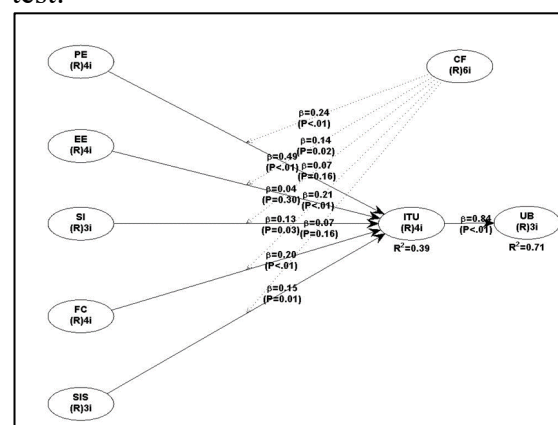 test.
PE
(R)4i
CF
(R)6i
β=0.24
(P<.01)
EE
(R)4i
β=0.14
(P=0.02)
β=0.49
(P<.01)
β=0.07
(P=0.16)
β=0.04
(P=0.30)
β=0.21
(P<.01)
SI
(R)3i
β=0.13
(P=0.03)
β=0.07
(P=0.16)
ITU
(R)4i
β=0.84
(P<.01)
UB
(R)3i
R²=0.39
R²=0.71
β=0.20
(P<.01)
FC
(R)4i
β=0.15
(P=0.01)
SIS
(R)3i